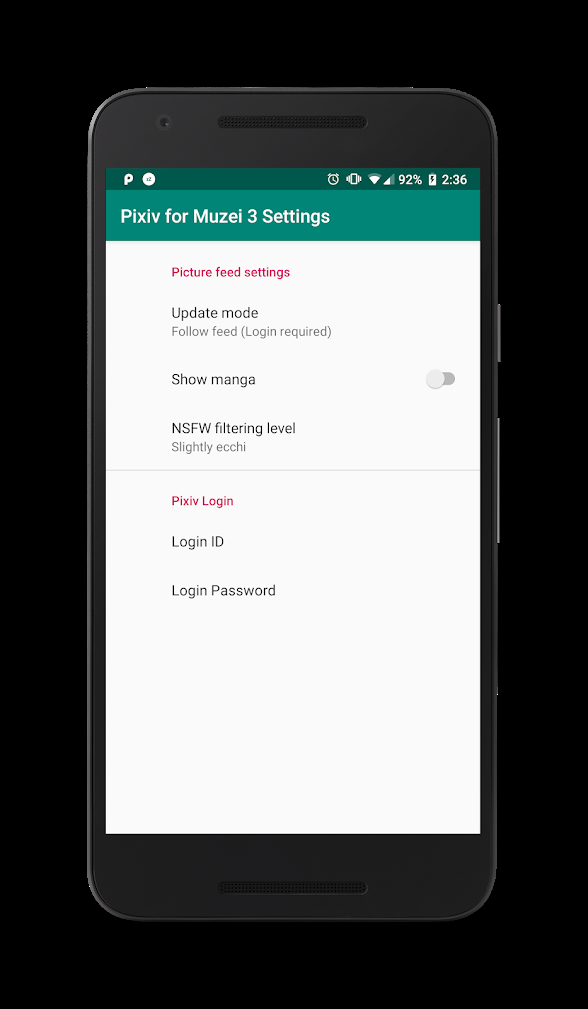 92% 2:36
Pixiv for Muzei 3 Settings
Picture feed settings
Update mode
Follow feed (Login required)
Show manga
NSFW filtering level
Slightly ecchi
Pixiv Login
Login ID
Login Password